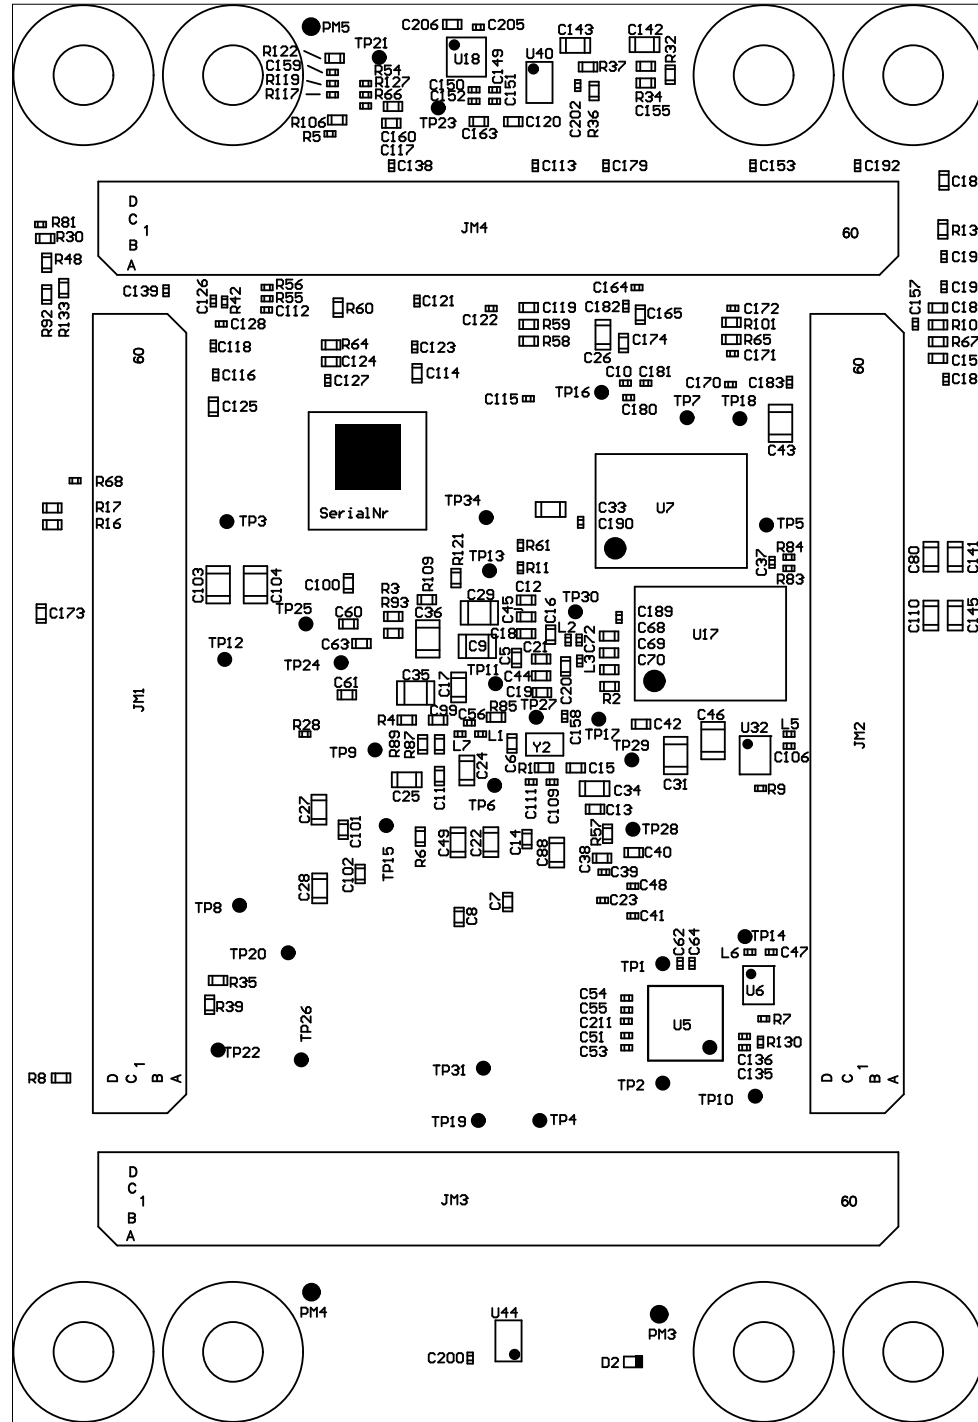 PM5
C206
C205
C143
C142
R122
C159
R119
R117
TP21
R54
R127
R66
U18
C149
C150
C152
C151
U40
R37
R32
R34
C155
R106
R5
C160
C117
TP23
C163
C120
C202
R36
C138
C113
C179
C153
C192
C18
R81
R30
R48
D
C
1
B
A
JM4
60
R13
C19
C139
C126
R42
R56
R55
C112
R60
C121
C122
C119
C164
C182
C165
C172
C157
C19
C18
R92
R133
C128
R59
R58
C26
C174
R101
R65
C171
R10
R67
C15
C18
60
C118
C116
C125
R64
C124
C127
C123
C114
C115
C10
C181
C180
TP16
C170
C183
TP7
TP18
C43
60
R68
R17
R16
TP3
SerialNr
TP34
C33
C190
U7
TP5
R61
R11
R121
TP13
C37
R84
R83
C80
C141
C103
C104
C100
R3
R93
R109
C12
C29
C45
C173
TP25
C60
C36
C18
C16
TP30
C189
C68
C69
C70
U17
C110
C145
TP12
C63
TP24
C9
C5
C21
L2
C72
L3
C61
C35
C17
TP11
C44
C19
C20
R2
JM1
R28
R4
C99
C56
R85
TP27
C158
TP17
C42
C46
U32
L5
C106
JM2
TP9
R89
R87
L7
L1
C6
Y2
TP29
C31
C25
C11
C24
TP6
R1
C15
C111
C109
C34
R9
C27
C101
TP15
R6
C49
C22
C14
C88
C13
R57
TP28
C38
C40
C28
C102
C39
C48
C23
C41
C8
C7
TP8
TP20
TP14
L6
C47
C62
C64
TP1
R35
R39
TP26
U6
C54
C55
C211
C51
C53
U5
R7
R130
C136
C135
TP22
TP31
TP2
TP10
R8
D
C
1
B
A
D
C
1
B
A
TP19
TP4
D
C
1
B
A
JM3
60
PM4
U44
PM3
C200
D2